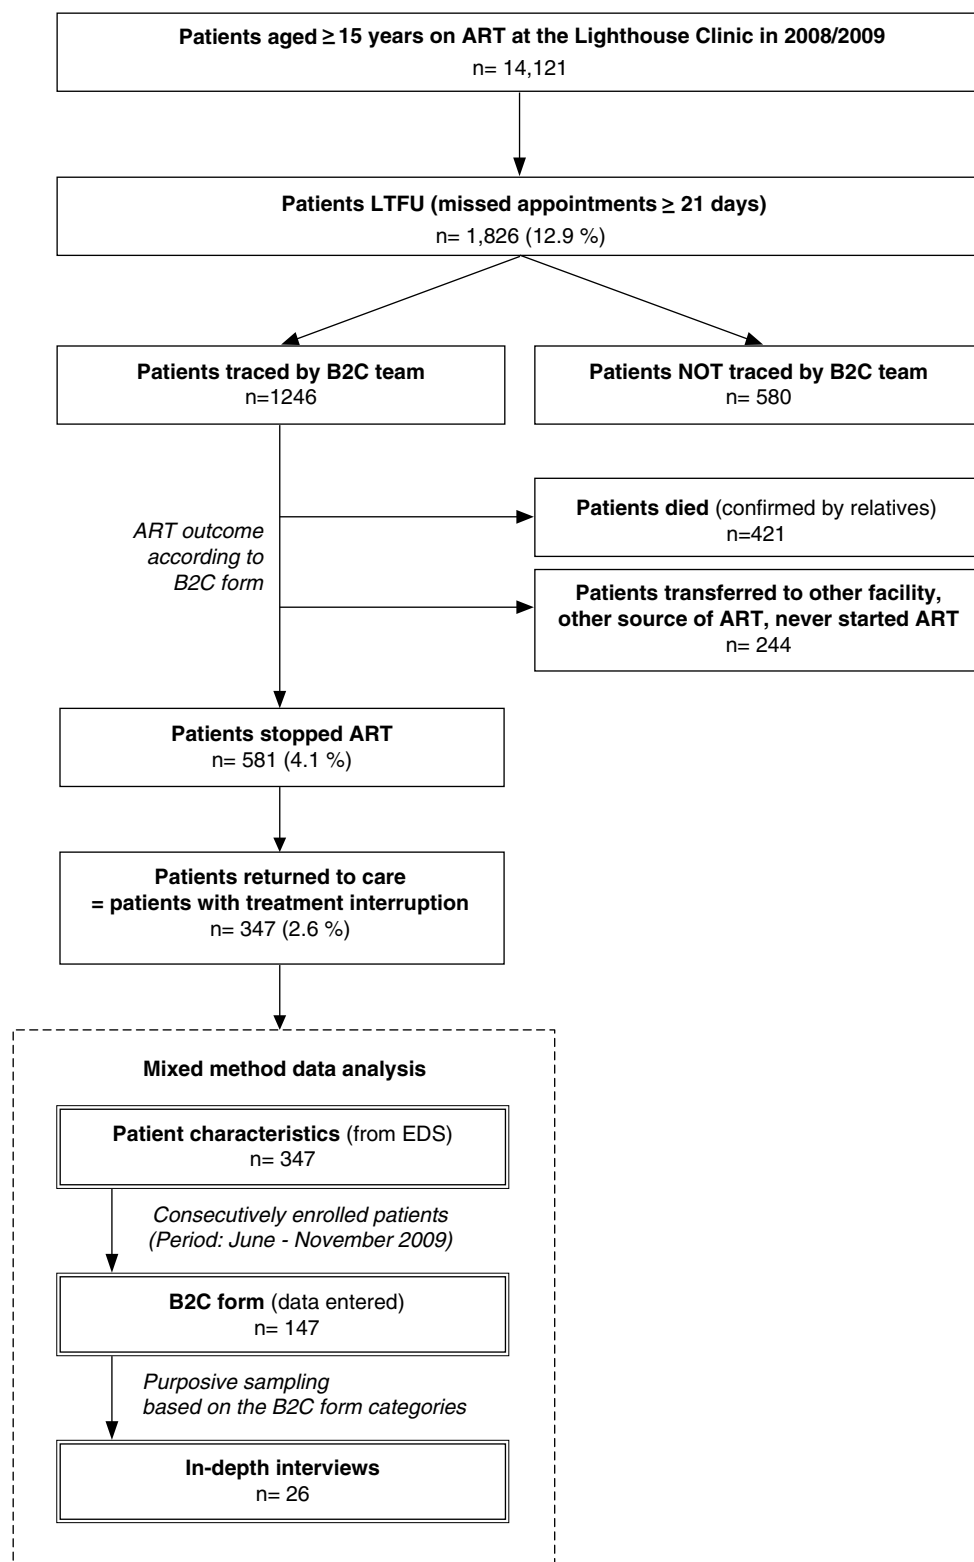 Patients aged ≥ 15 years on ART at the Lighthouse Clinic in 2008/2009
n= 14,121
Patients LTFU (missed appointments ≥ 21 days)
n= 1,826 (12.9 %)
Patients traced by B2C team
n=1246
Patients NOT traced by B2C team
n= 580
ART outcome
according to
B2C form
Patients died (confirmed by relatives)
n=421
Patients transferred to other facility,
other source of ART, never started ART
n= 244
Patients stopped ART
n= 581 (4.1 %)
Patients returned to care
= patients with treatment interruption
n= 347 (2.6 %)
Mixed method data analysis
Patient characteristics (from EDS)
n= 347
Consecutively enrolled patients
(Period: June - November 2009)
B2C form (data entered)
n= 147
Purposive sampling
based on the B2C form categories
In-depth interviews
n= 26